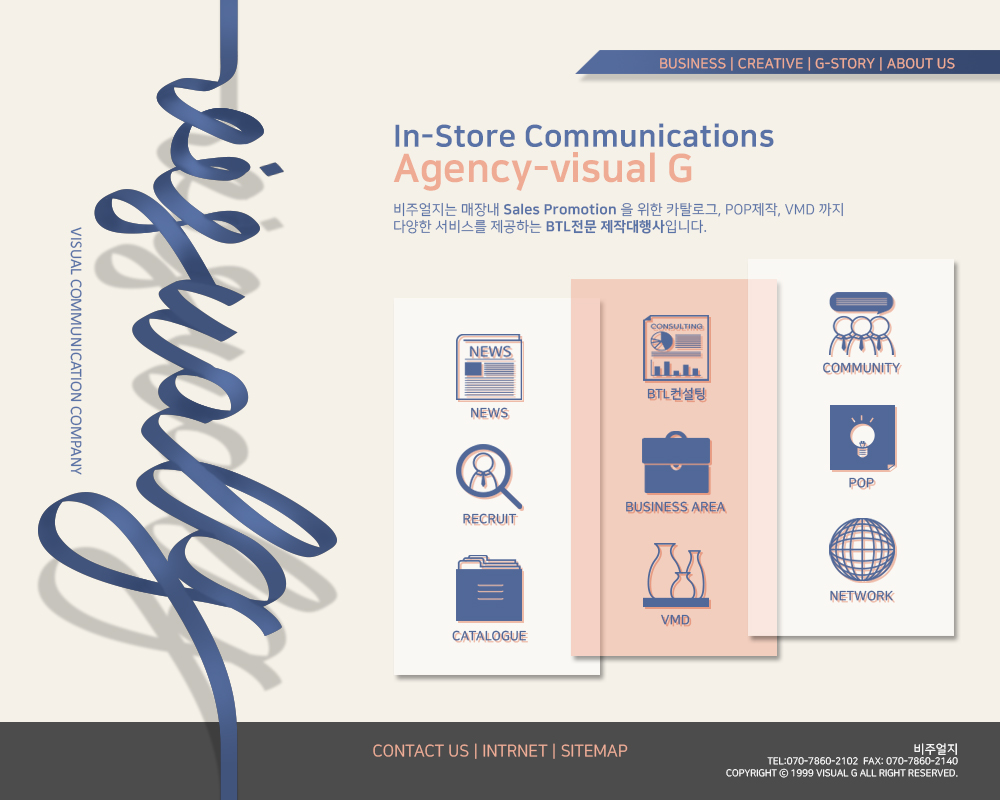 BUSINESS | CREATIVE | G-STORY | ABOUT US
In-Store Communications
Agency-visual G
비주얼지는 매장내 Sales Promotion 을 위한 카탈로그, POP제작, VMD 까지
다양한 서비스를 제공하는 BTL전문 제작대행사입니다.
VISUAL COMMUNICATION COMPANY
NEWS
NEWS
RECRUIT
CATALOGUE
CONSULTING
BTL컨설팅
BUSINESS AREA
VMD
COMMUNITY
POP
NETWORK
CONTACT US | INTRNET | SITEMAP
비주얼지
TEL:070-7860-2102 FAX: 070-7860-2140
COPYRIGHT ⓒ 1999 VISUAL G ALL RIGHT RESERVED.